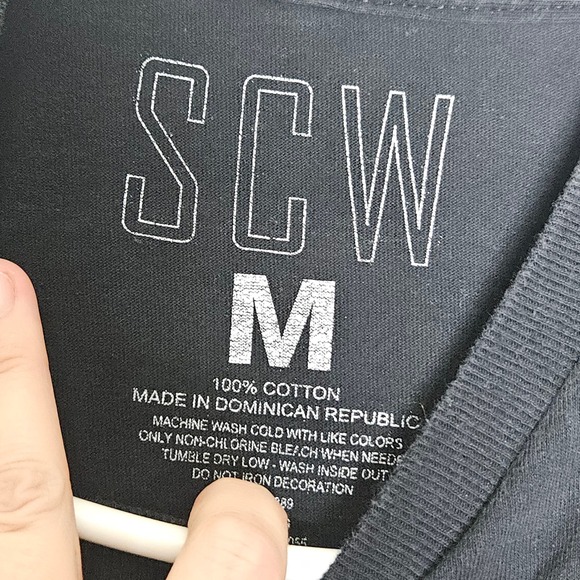 SCW
M
100% COTTON
MADE IN DOMINICAN REPUBLIC
MACHINE WASH COLD WITH LIKE COLORS
ONLY NON-CHLORINE BLEACH WHEN NEEDE
TUMBLE DRY LOW - WASH INSIDE OUT
DO NOT IRON DECORATION